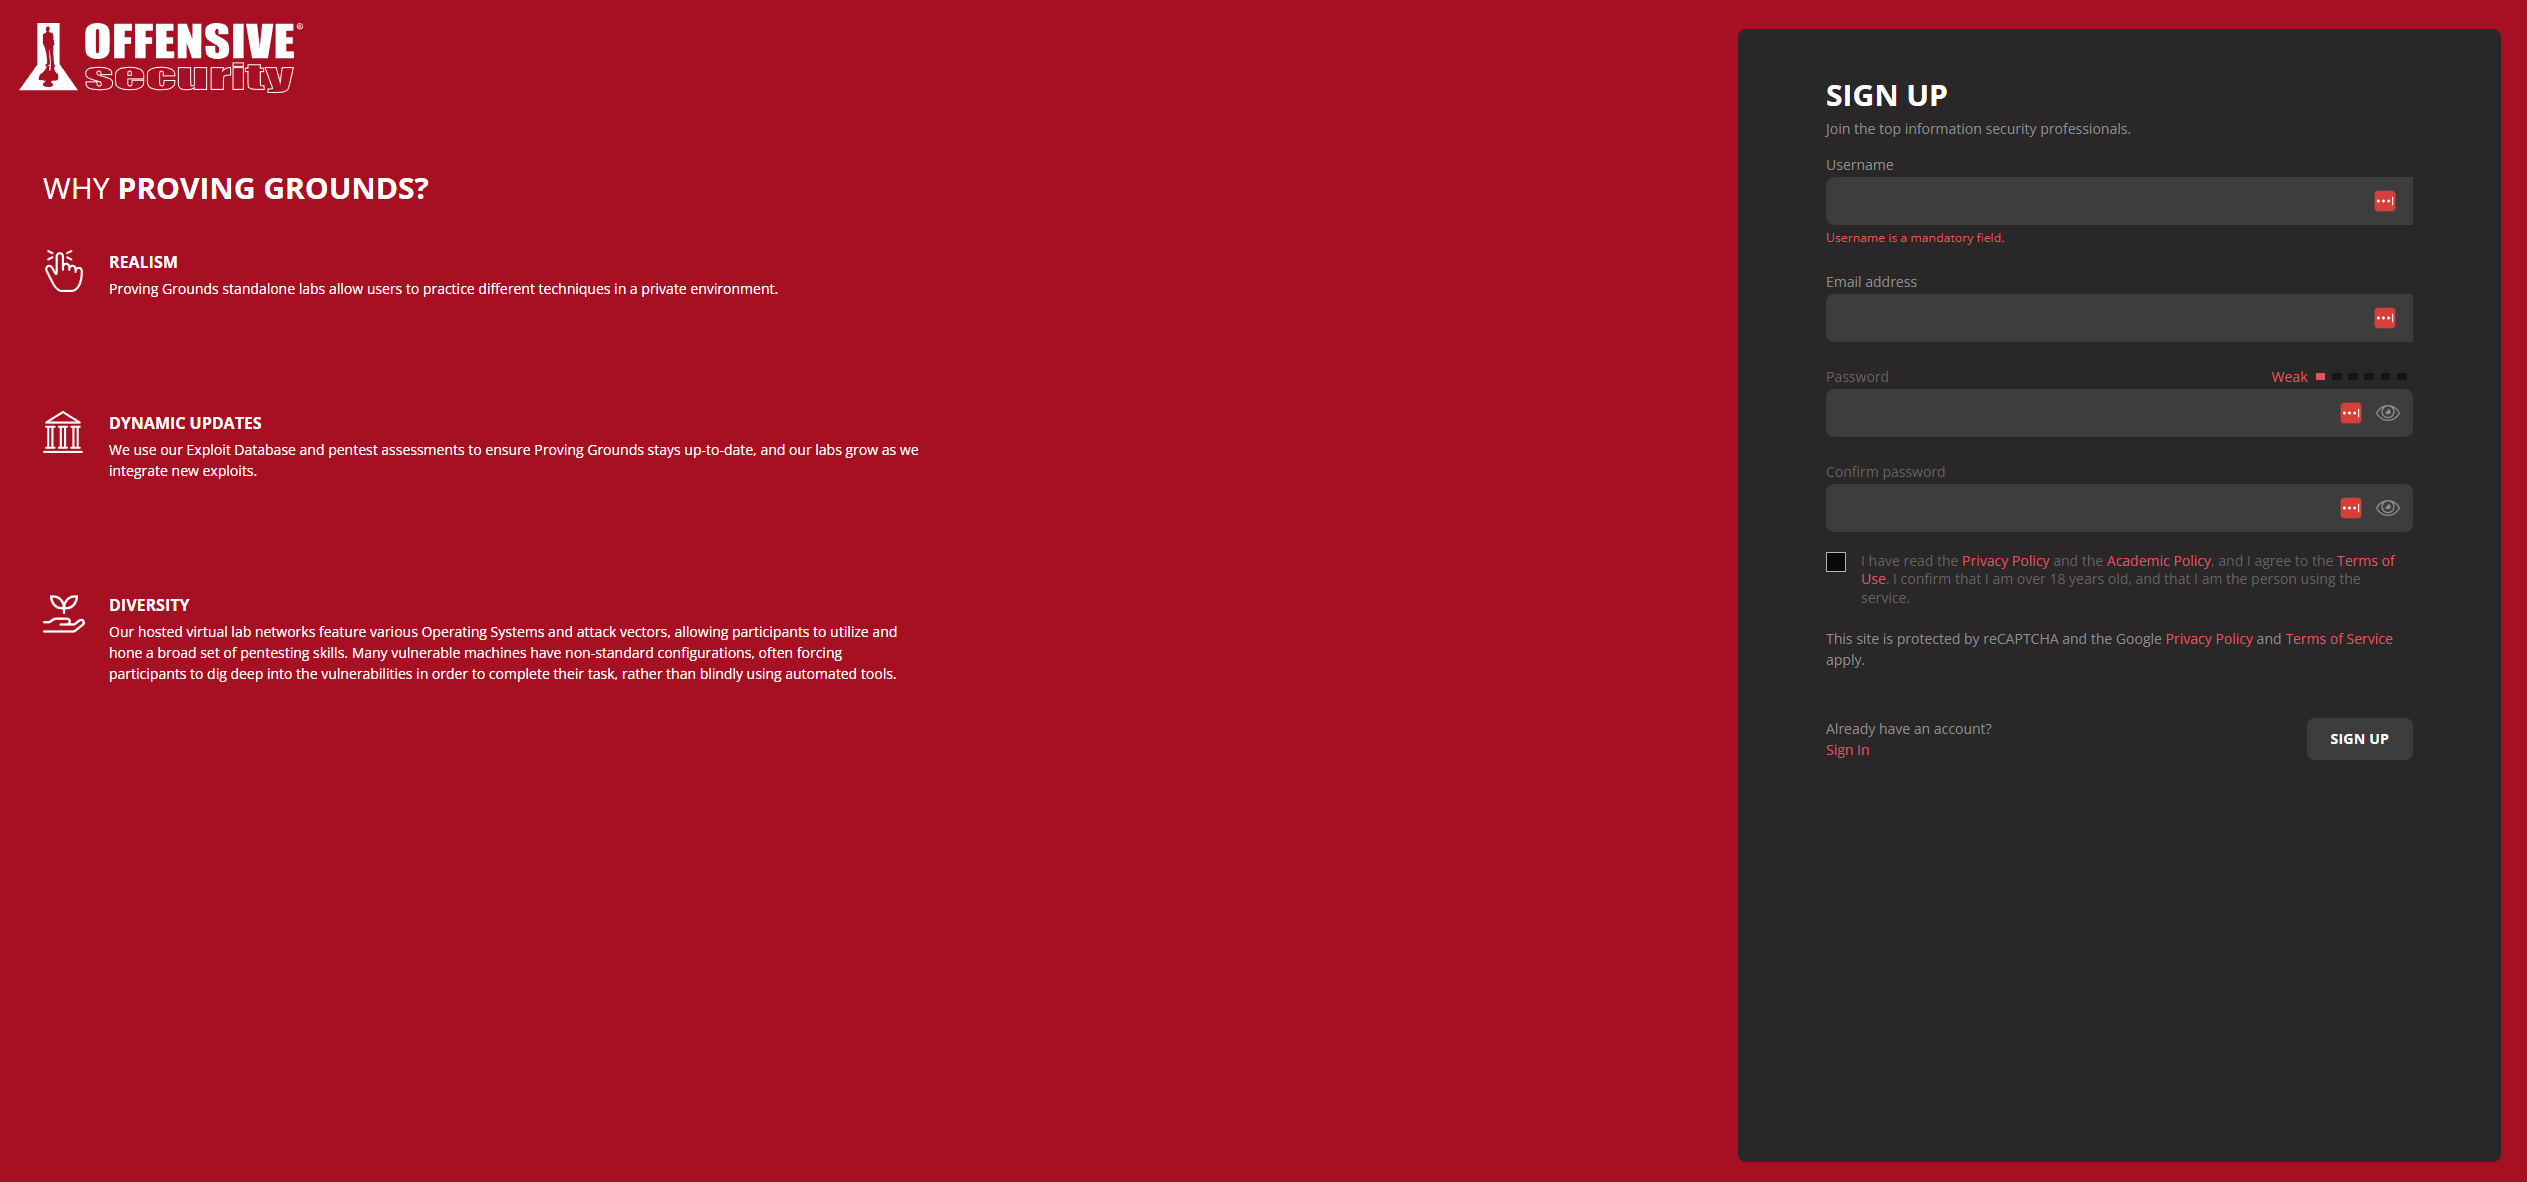 OFFENSIVE®
security
WHY PROVING GROUNDS?
REALISM
Proving Grounds standalone labs allow users to practice different techniques in a private environment.
DYNAMIC UPDATES
We use our Exploit Database and pentest assessments to ensure Proving Grounds stays up-to-date, and our labs grow as we
integrate new exploits.
DIVERSITY
Our hosted virtual lab networks feature various Operating Systems and attack vectors, allowing participants to utilize and
hone a broad set of pentesting skills. Many vulnerable machines have non-standard configurations, often forcing
participants to dig deep into the vulnerabilities in order to complete their task, rather than blindly using automated tools.
SIGN UP
Join the top information security professionals.
Username
Username is a mandatory field.
Email address
Password
Weak
Confirm password
I have read the Privacy Policy and the Academic Policy, and I agree to the Terms of
Use. I confirm that I am over 18 years old, and that I am the person using the
service.
This site is protected by reCAPTCHA and the Google Privacy Policy and Terms of Service
apply.
Already have an account?
Sign In
SIGN UP